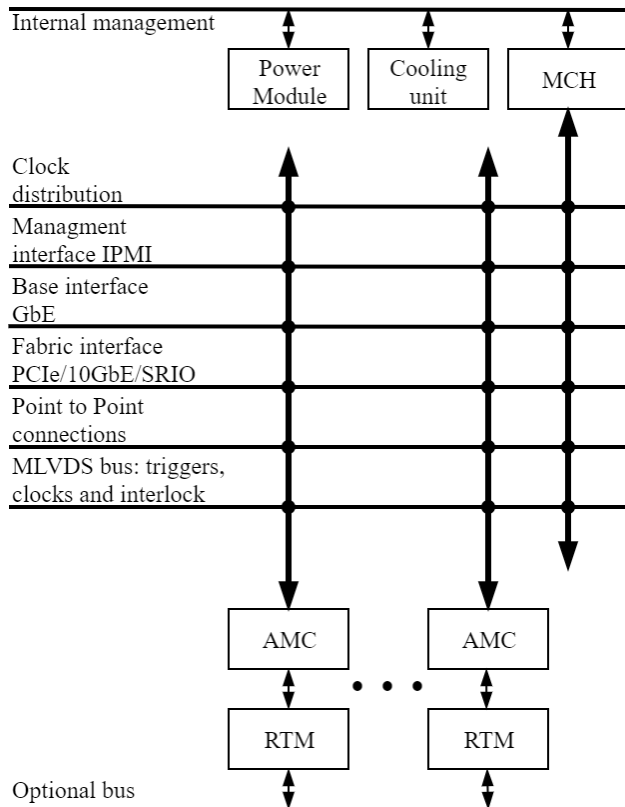 Internal management
Power
Module
Cooling
unit
MCH
Clock
distribution
Managment
interface IPMI
Base interface
GbE
Fabric interface
PCIe/10GbE/SRIO
Point to Point
connections
MLVDS bus: triggers,
clocks and interlock
AMC
AMC
RTM
RTM
Optional bus